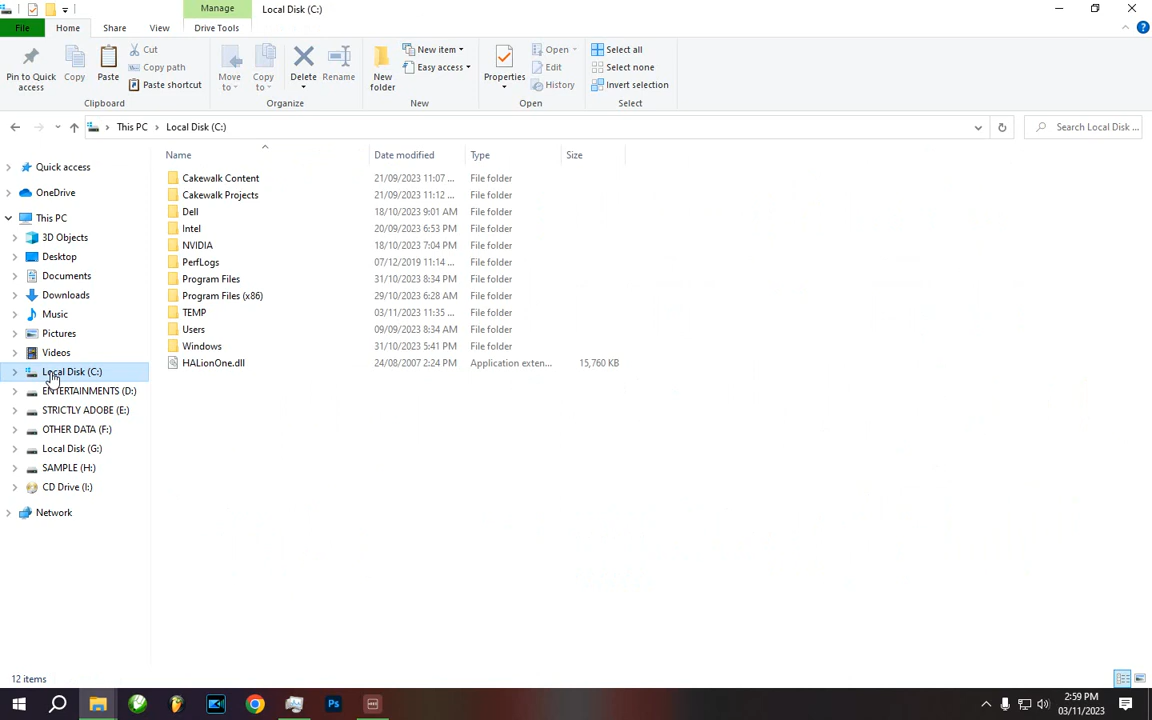 Manage
Local Disk (C:)
File
Home
Share
View
Drive Tools
Pin to Quick access
Copy
Paste
Cut
Copy path
Paste shortcut
Clipboard
Move to
Copy to
Delete
Rename
Organize
New folder
New item
Easy access
New
Properties
Open
Edit
History
Open
Select all
Select none
Invert selection
Select
This PC
Local Disk (C:)
Search Local Disk ...
Name
Date modified
Type
Size
Quick access
OneDrive
This PC
3D Objects
Desktop
Documents
Downloads
Music
Pictures
Videos
Local Disk (C:)
ENTERTAINMENTS (D:)
STRICTLY ADOBE (E:)
OTHER DATA (F:)
Local Disk (G:)
SAMPLE (H:)
CD Drive (I:)
Network
Cakewalk Content 21/09/2023 11:07 ... File folder
Cakewalk Projects 21/09/2023 11:12 ... File folder
Dell 18/10/2023 9:01 AM File folder
Intel 20/09/2023 6:53 PM File folder
NVIDIA 18/10/2023 7:04 PM File folder
PerfLogs 07/12/2019 11:14 ... File folder
Program Files 31/10/2023 8:34 PM File folder
Program Files (x86) 29/10/2023 6:28 AM File folder
TEMP 03/11/2023 11:35 ... File folder
Users 09/09/2023 8:34 AM File folder
Windows 31/10/2023 5:41 PM File folder
HALionOne.dll 24/08/2007 2:24 PM Application exten... 15,760 KB
12 items
Ps
2:59 PM
03/11/2023